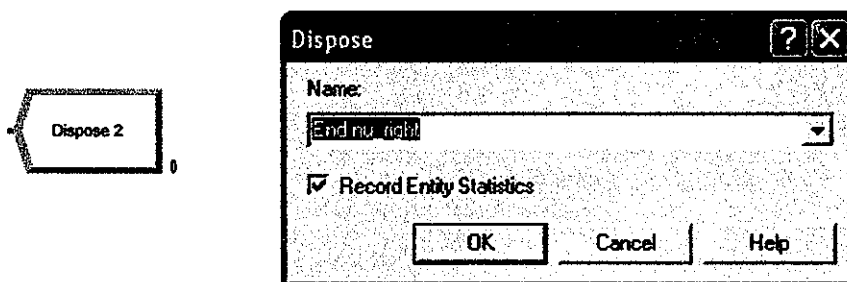 Dispose
Name:
Dispose 2
End nu_right
0
Record Entity Statistics
OK Cancel Help